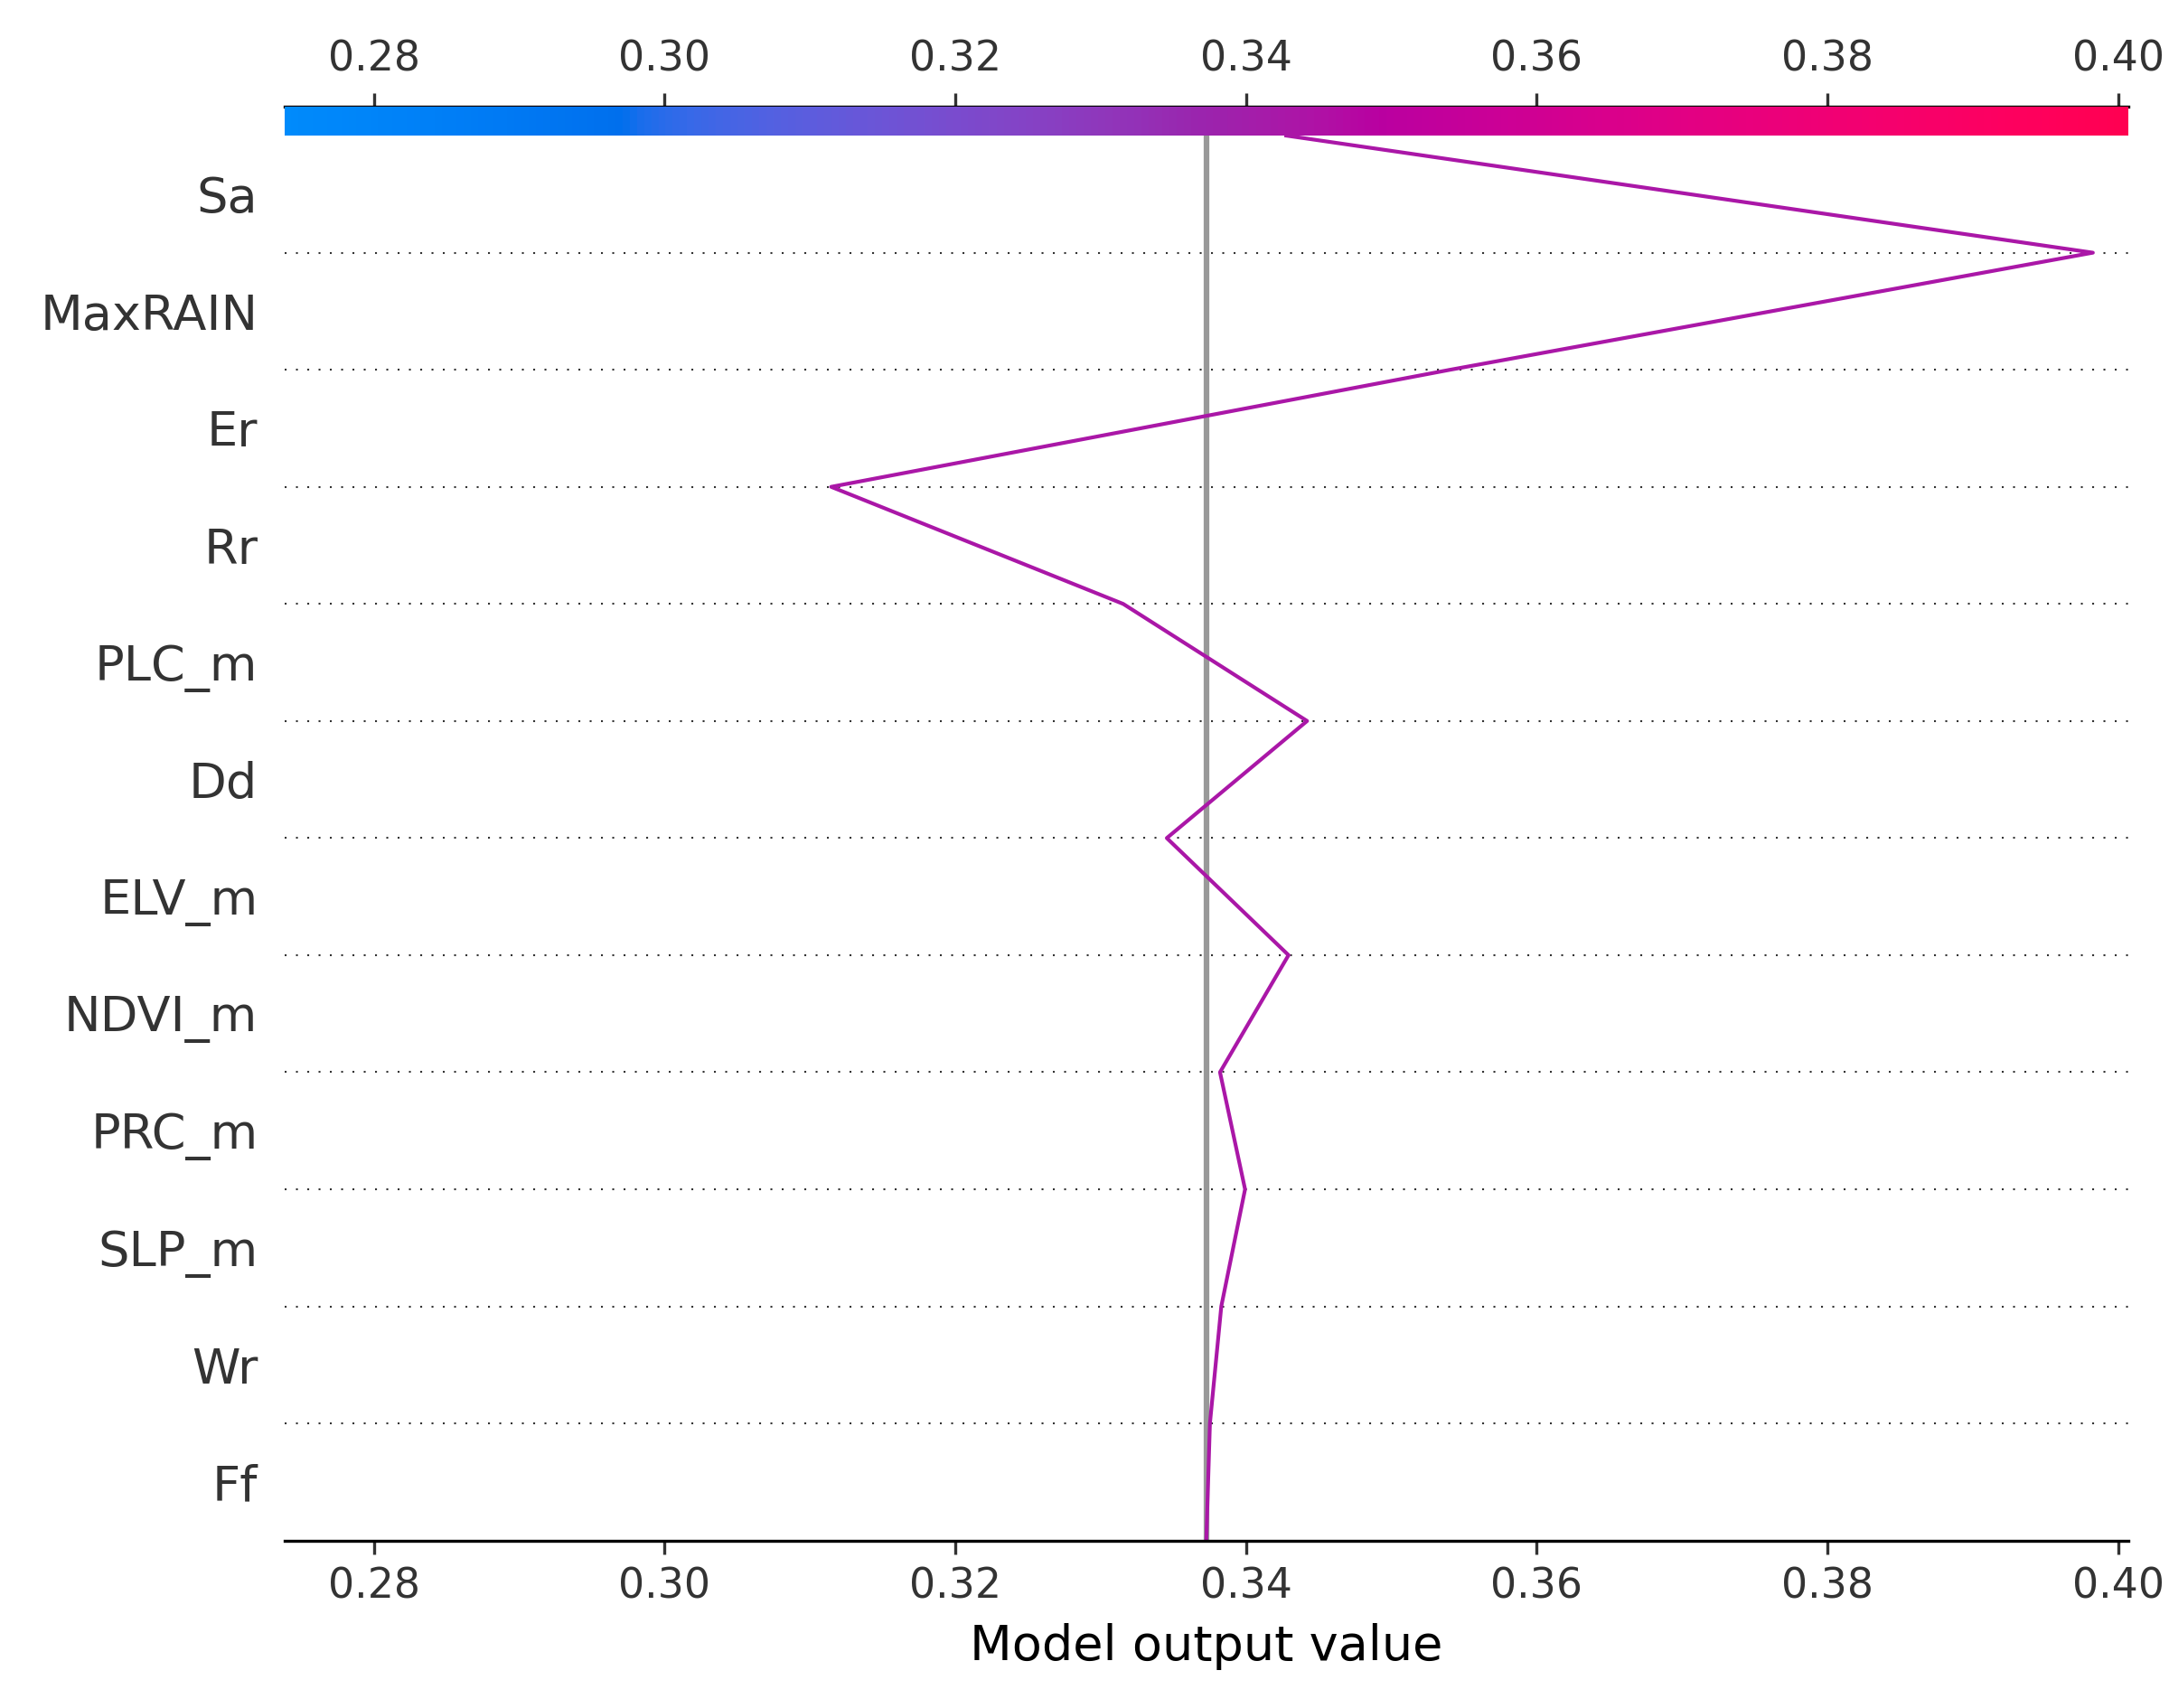 0.28 0.30 0.32 0.34 0.36 0.38 0.40
Sa
MaxRAIN
Er
Rr
PLC_m
Dd
ELV_m
NDVI_m
PRC_m
SLP_m
Wr
Ff
0.28 0.30 0.32 0.34 0.36 0.38 0.40
Model output value